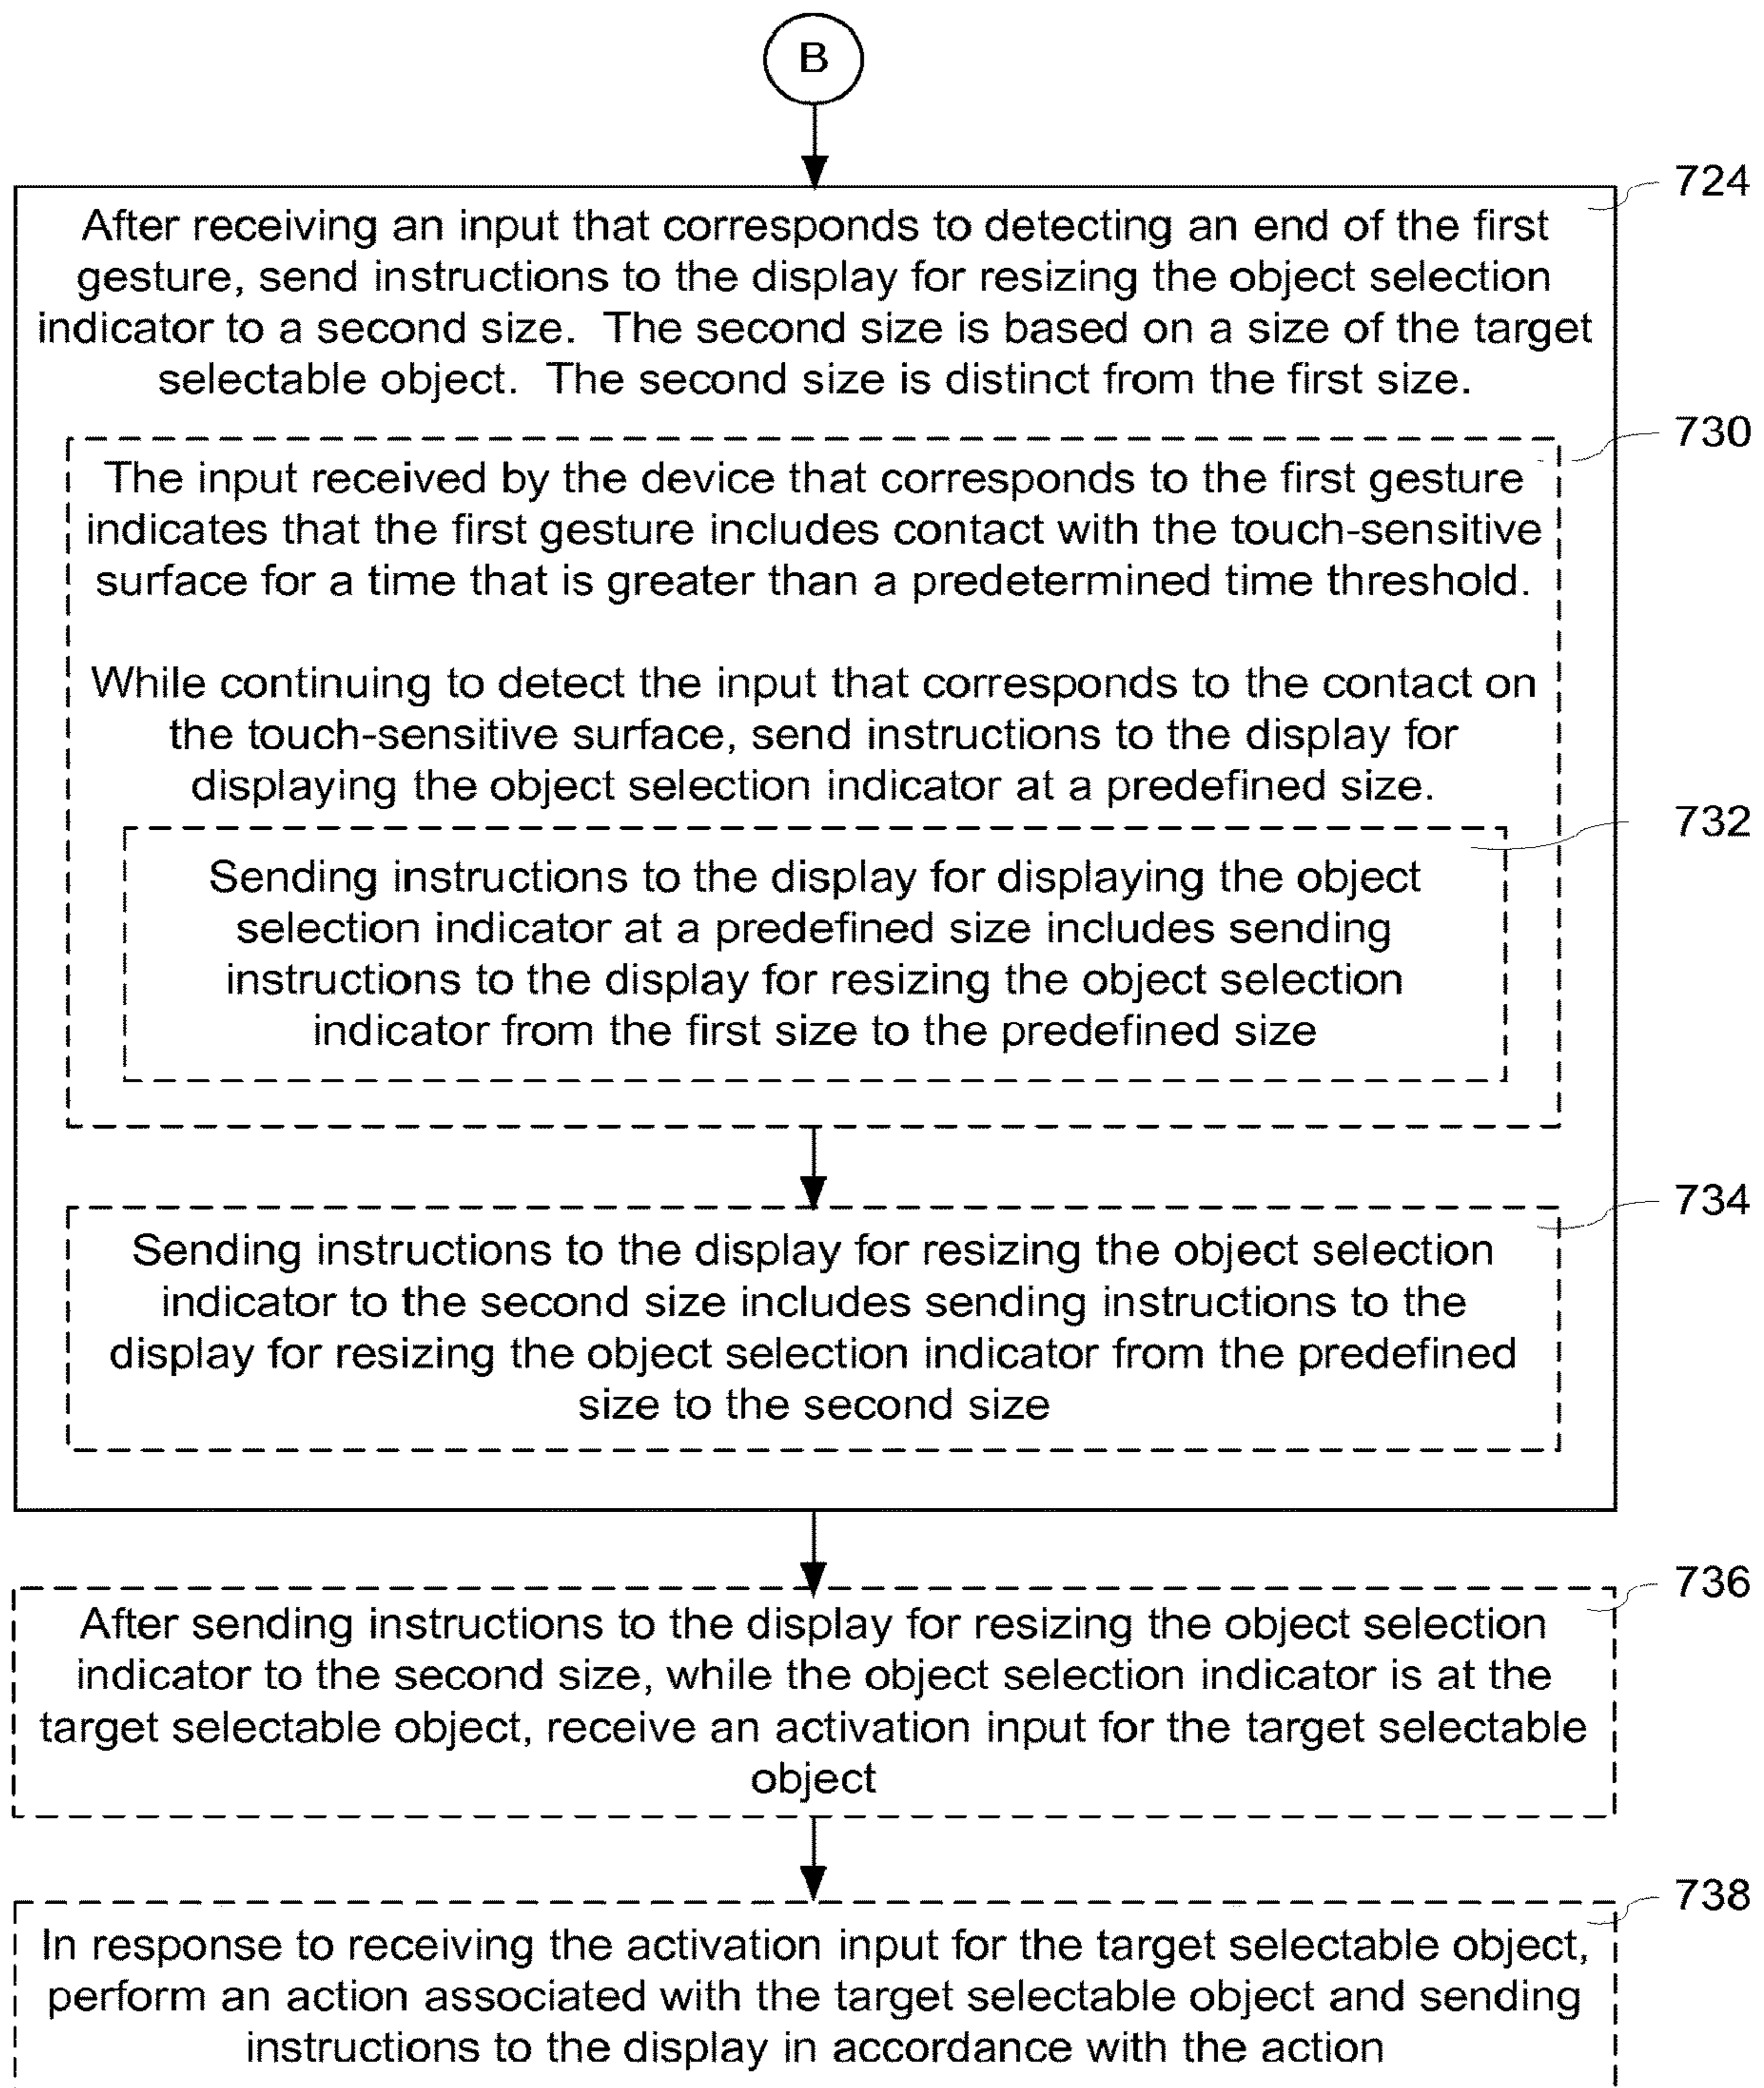 B
724
After receiving an input that corresponds to detecting an end of the first
gesture, send instructions to the display for resizing the object selection
indicator to a second size.  The second size is based on a size of the target
selectable object.  The second size is distinct from the first size.
730
The input received by the device that corresponds to the first gesture
indicates that the first gesture includes contact with the touch-sensitive
surface for a time that is greater than a predetermined time threshold.
While continuing to detect the input that corresponds to the contact on
the touch-sensitive surface, send instructions to the display for
displaying the object selection indicator at a predefined size.
732
Sending instructions to the display for displaying the object
selection indicator at a predefined size includes sending
instructions to the display for resizing the object selection
indicator from the first size to the predefined size
734
Sending instructions to the display for resizing the object selection
indicator to the second size includes sending instructions to the
display for resizing the object selection indicator from the predefined
size to the second size
736
After sending instructions to the display for resizing the object selection
indicator to the second size, while the object selection indicator is at the
target selectable object, receive an activation input for the target selectable
object
738
In response to receiving the activation input for the target selectable object,
perform an action associated with the target selectable object and sending
instructions to the display in accordance with the action